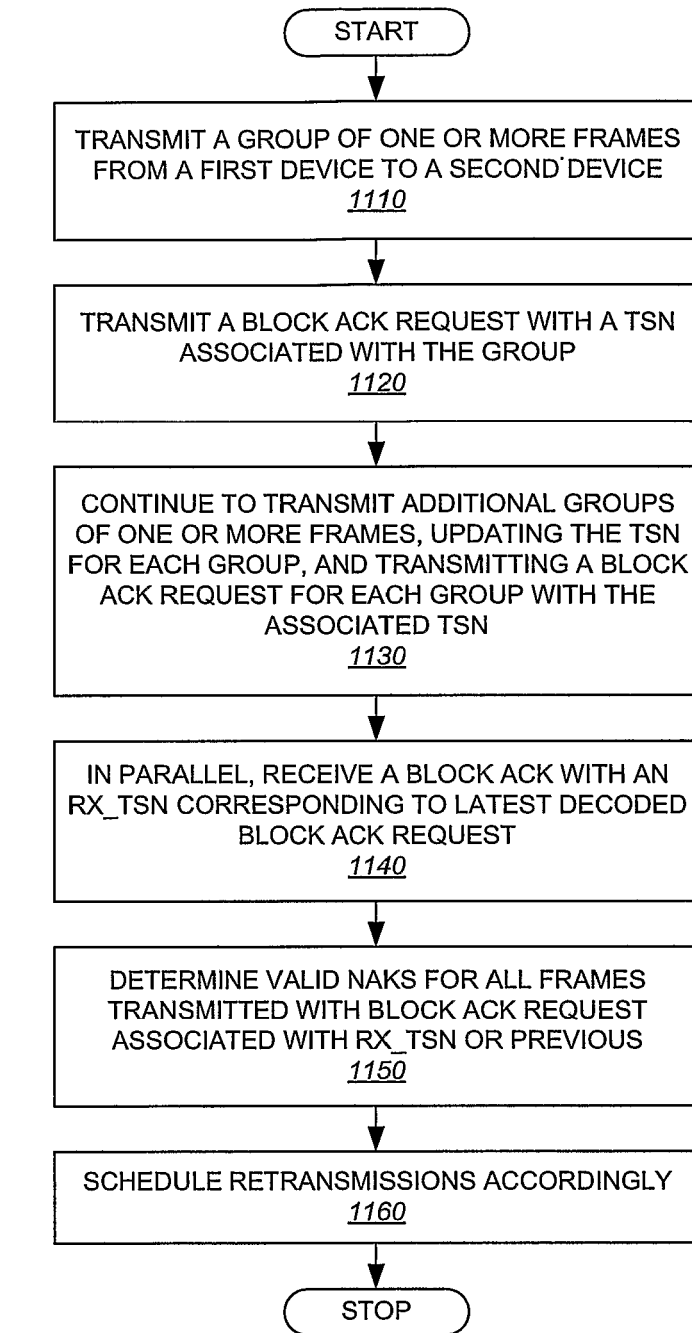 START
TRANSMIT A GROUP OF ONE OR MORE FRAMES
FROM A FIRST DEVICE TO A SECOND DEVICE
1110
TRANSMIT A BLOCK ACK REQUEST WITH A TSN
ASSOCIATED WITH THE GROUP
1120
CONTINUE TO TRANSMIT ADDITIONAL GROUPS
OF ONE OR MORE FRAMES, UPDATING THE TSN
FOR EACH GROUP, AND TRANSMITTING A BLOCK
ACK REQUEST FOR EACH GROUP WITH THE
ASSOCIATED TSN
1130
IN PARALLEL, RECEIVE A BLOCK ACK WITH AN
RX_TSN CORRESPONDING TO LATEST DECODED
BLOCK ACK REQUEST
1140
DETERMINE VALID NAKS FOR ALL FRAMES
TRANSMITTED WITH BLOCK ACK REQUEST
ASSOCIATED WITH RX_TSN OR PREVIOUS
1150
SCHEDULE RETRANSMISSIONS ACCORDINGLY
1160
STOP